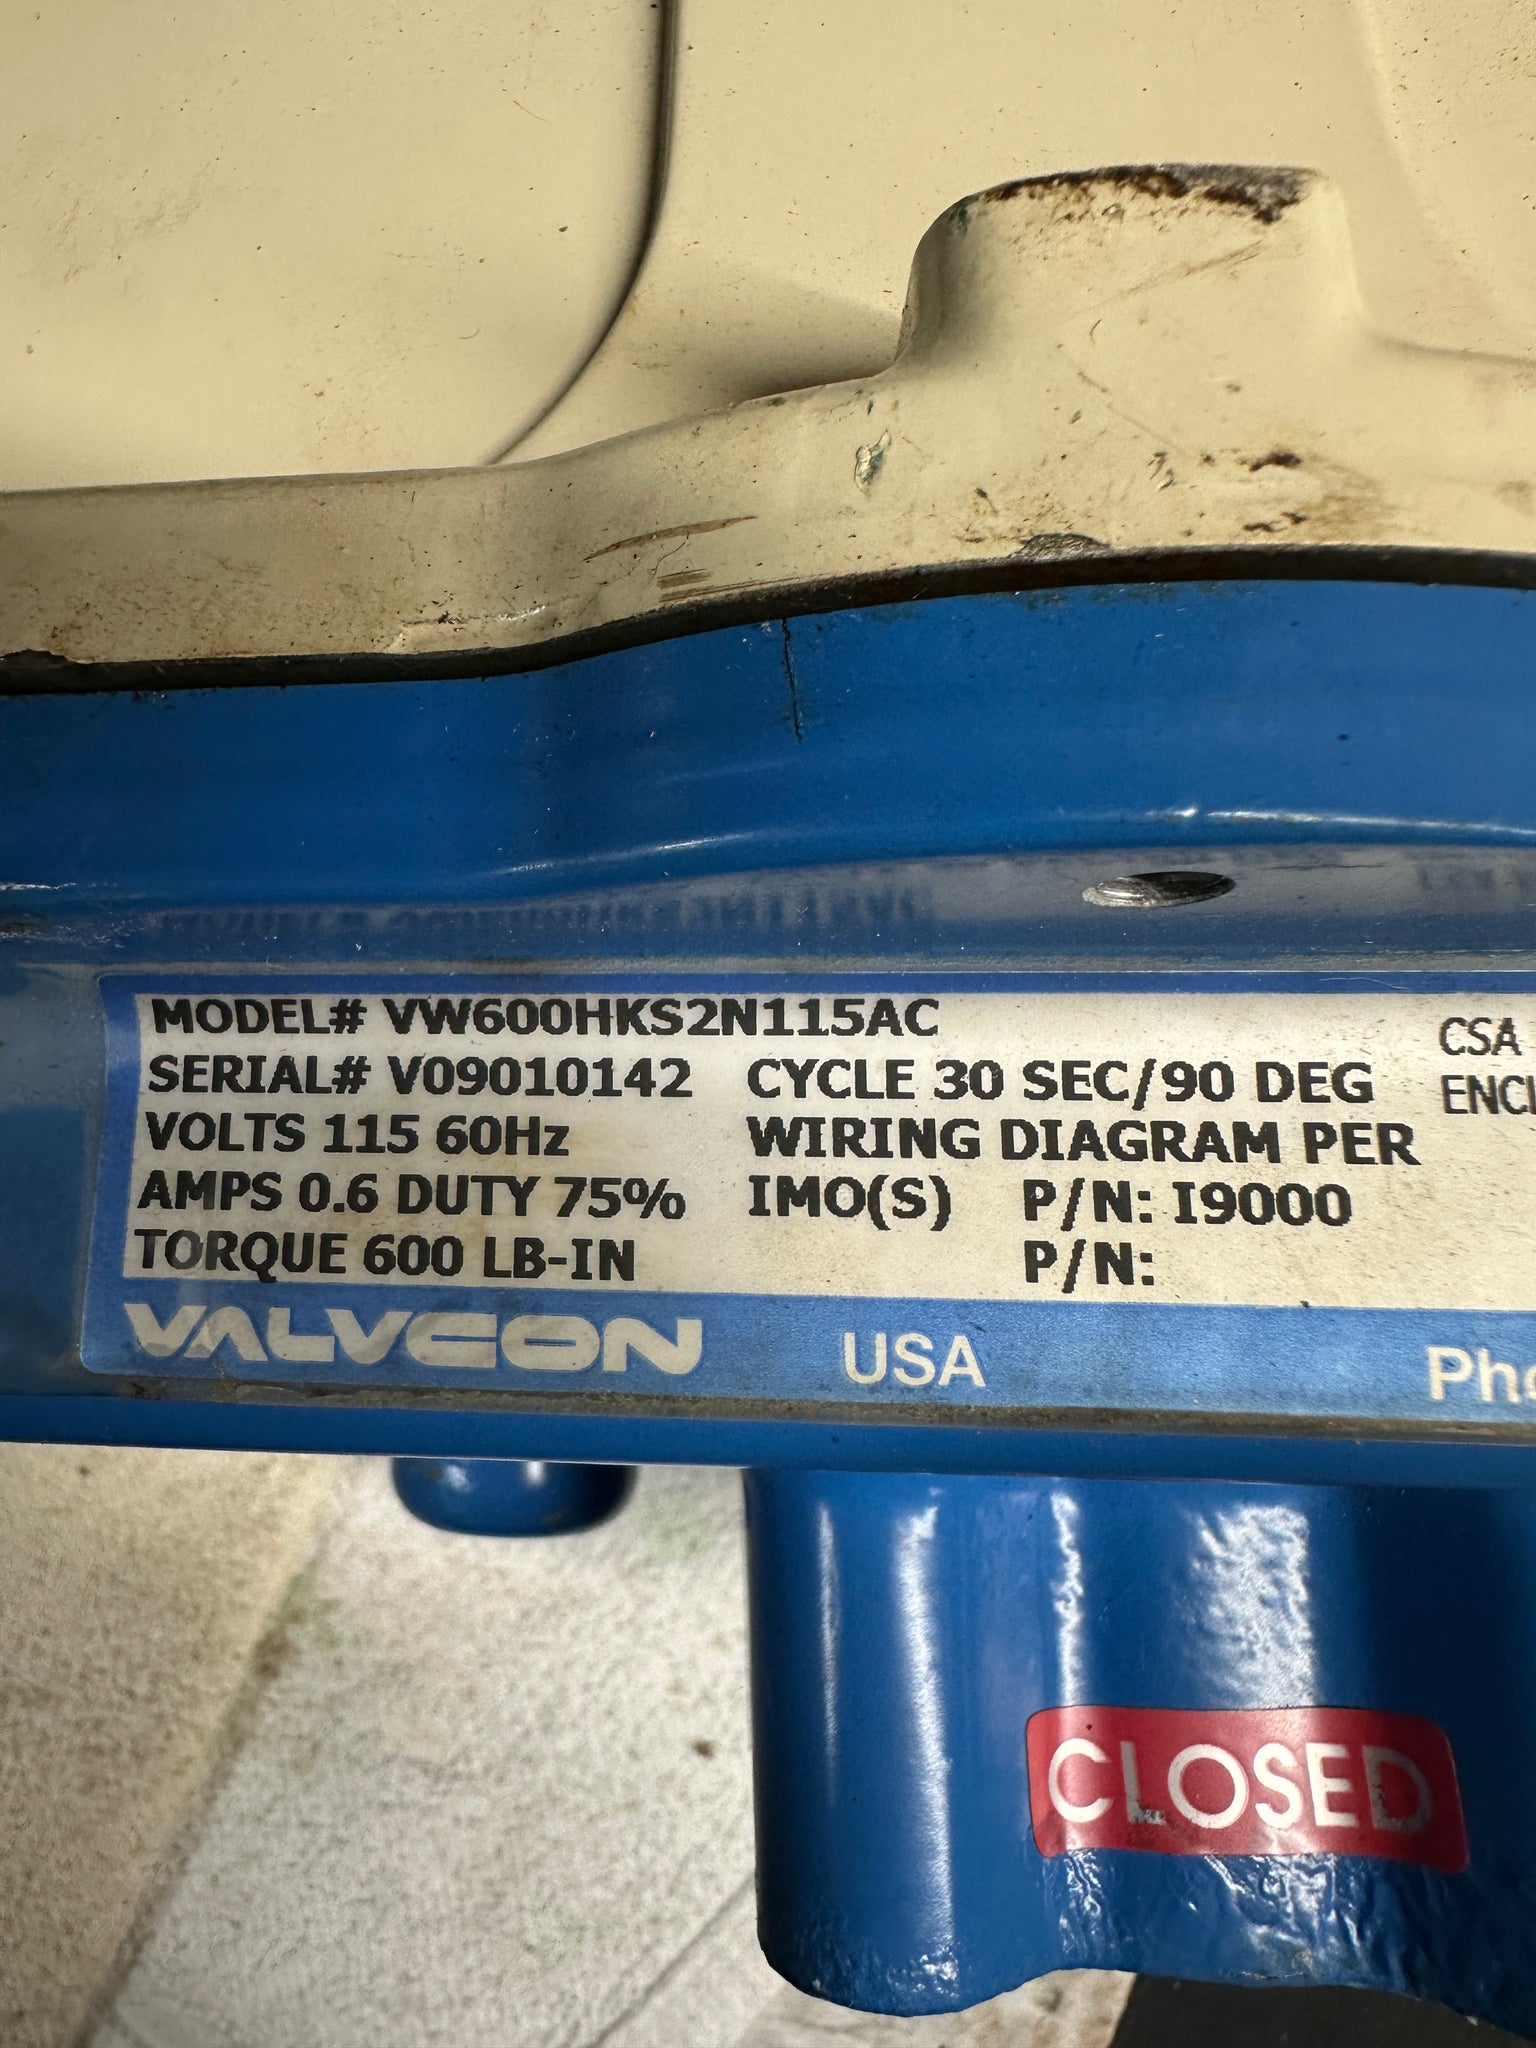 MODEL# VW600HKS2N115AC
SERIAL# V09010142 CYCLE 30 SEC/90 DEG
VOLTS 115 60Hz WIRING DIAGRAM PER
AMPS 0.6 DUTY 75% IMO(S) P/N: I9000
TORQUE 600 LB-IN P/N:
CSA
VALVCON USA
CLOSED